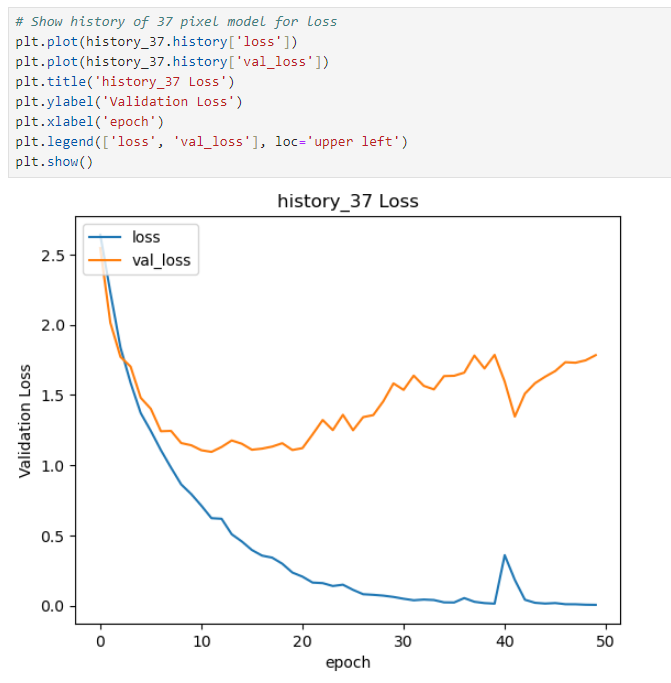 # Show history of 37 pixel model for loss
plt.plot(history_37.history['loss'])
plt.plot(history_37.history['val_loss'])
plt.title('history_37 Loss')
plt.ylabel('Validation Loss')
plt.xlabel('epoch')
plt.legend(['loss', 'val_loss'], loc='upper left')
plt.show()
history_37 Loss
loss
val_loss
2.5
2.0
1.5
1.0
0.5
0.0
Validation Loss
0 10 20 30 40 50
epoch